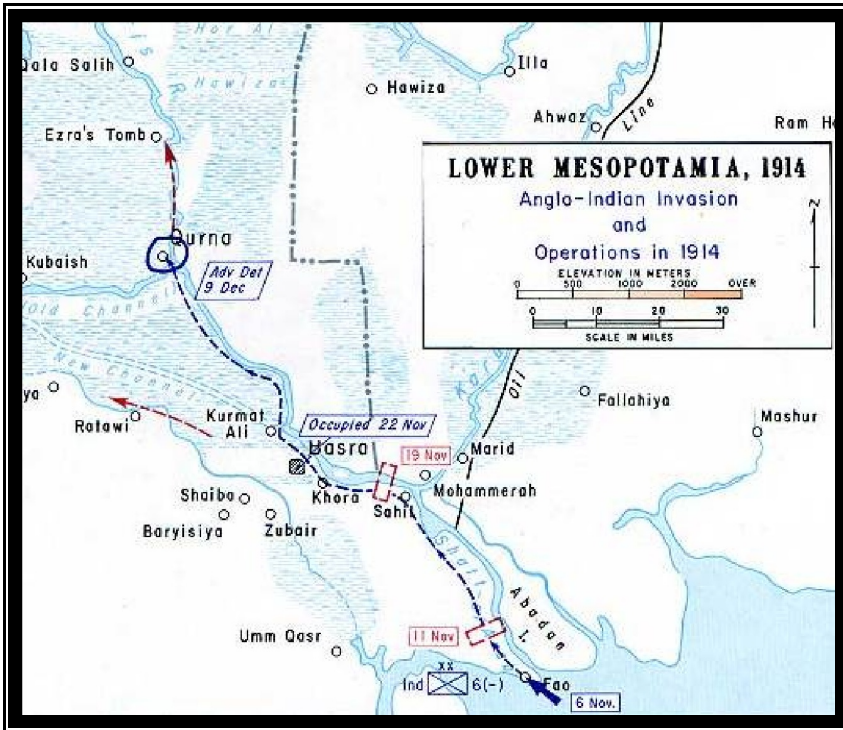 Hor Al
Hawiza
Qala Salih
Hawiza
Illa
Ahwaz
Line
Ram H
Ezra's Tomb
LOWER MESOPOTAMIA, 1914
Anglo-Indian Invasion
and
Operations in 1914
ELEVATION IN METERS
0 500 1000 2000 OVER
0 10 20 30
SCALE IN MILES
N
Qurna
Kubaish
Adv Det
9 Dec
Old Channel
New Channel
Ratawi
Kurmat
Ali
Occupied 22 Nov
Basra
19 Nov
Marid
Oil
Fallahiya
Mashur
Khora
Sahil
Mohammerah
Shaiba
Baryisiya
Zubair
Shatt
Abadan
I.
Umm Qasr
11 Nov
xx
Ind 6(-)
Fao
6 Nov.